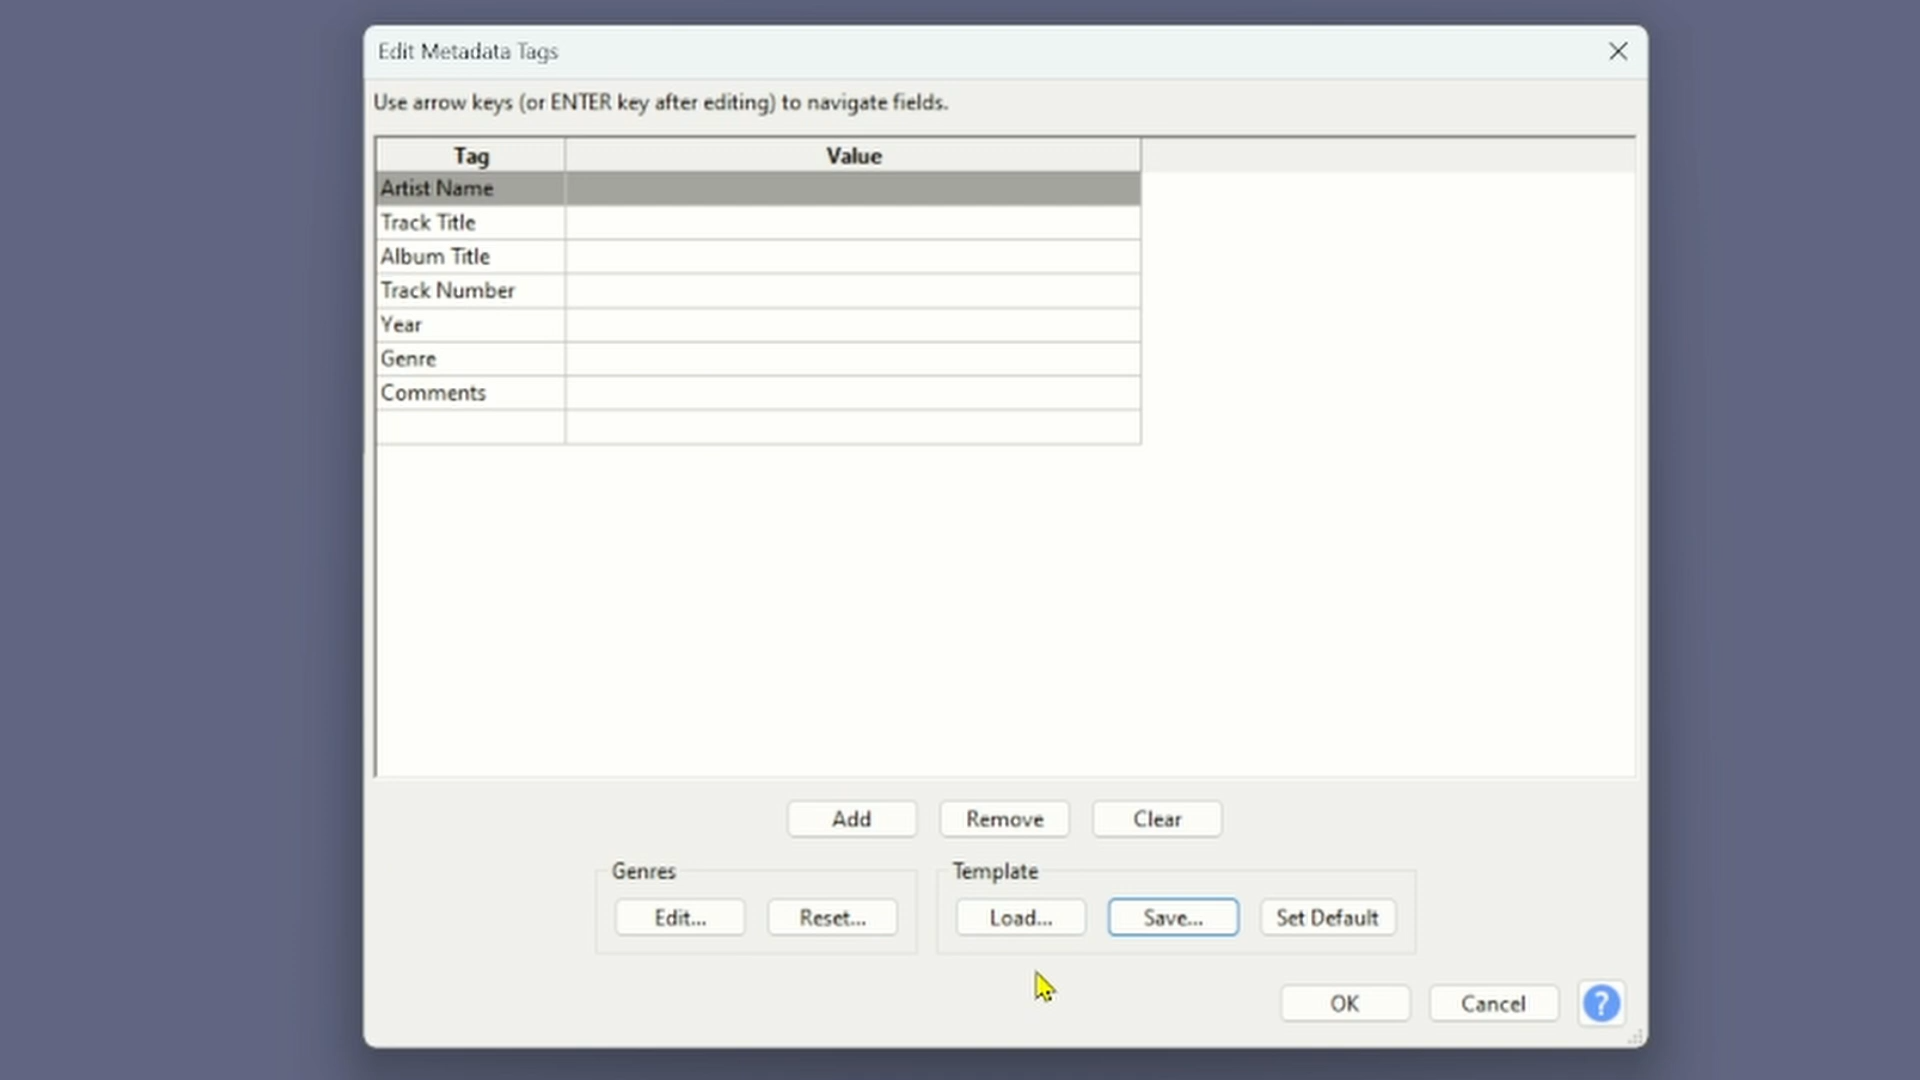 Edit Metadata Tags
Use arrow keys (or ENTER key after editing) to navigate fields.
Tag Value
Artist Name
Track Title
Album Title
Track Number
Year
Genre
Comments
Add Remove Clear
Genres Template
Edit... Reset... Load... Save... Set Default
OK Cancel ?